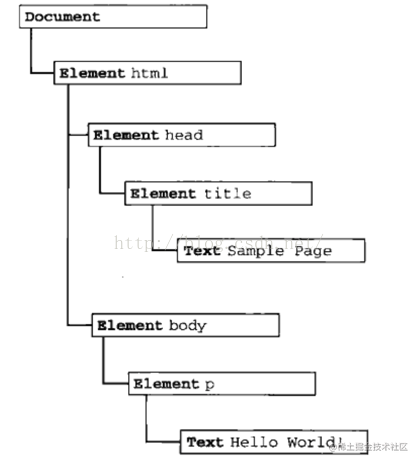 Document
Element html
Element head
Element title
http://blog.csdn.net/
Text Sample Page
Element body
Element p
Text Hello World!
@稀土掘金技术社区